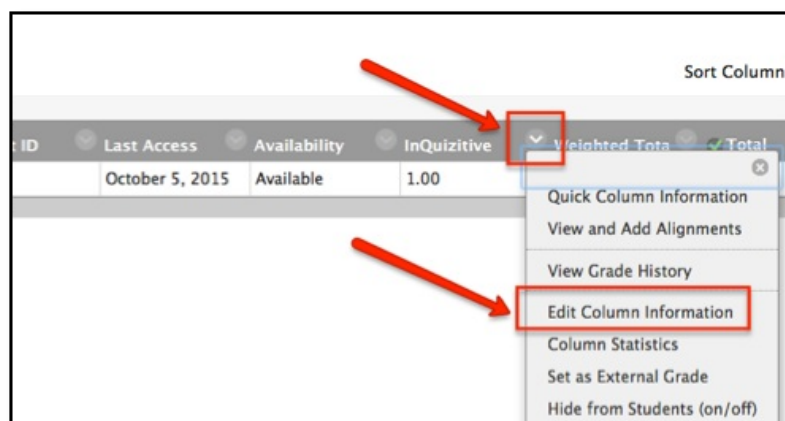 Sort Column
t ID Last Access Availability InQuizitive Weighted Tota Total
October 5, 2015 Available 1.00
Quick Column Information
View and Add Alignments
View Grade History
Edit Column Information
Column Statistics
Set as External Grade
Hide from Students (on/off)